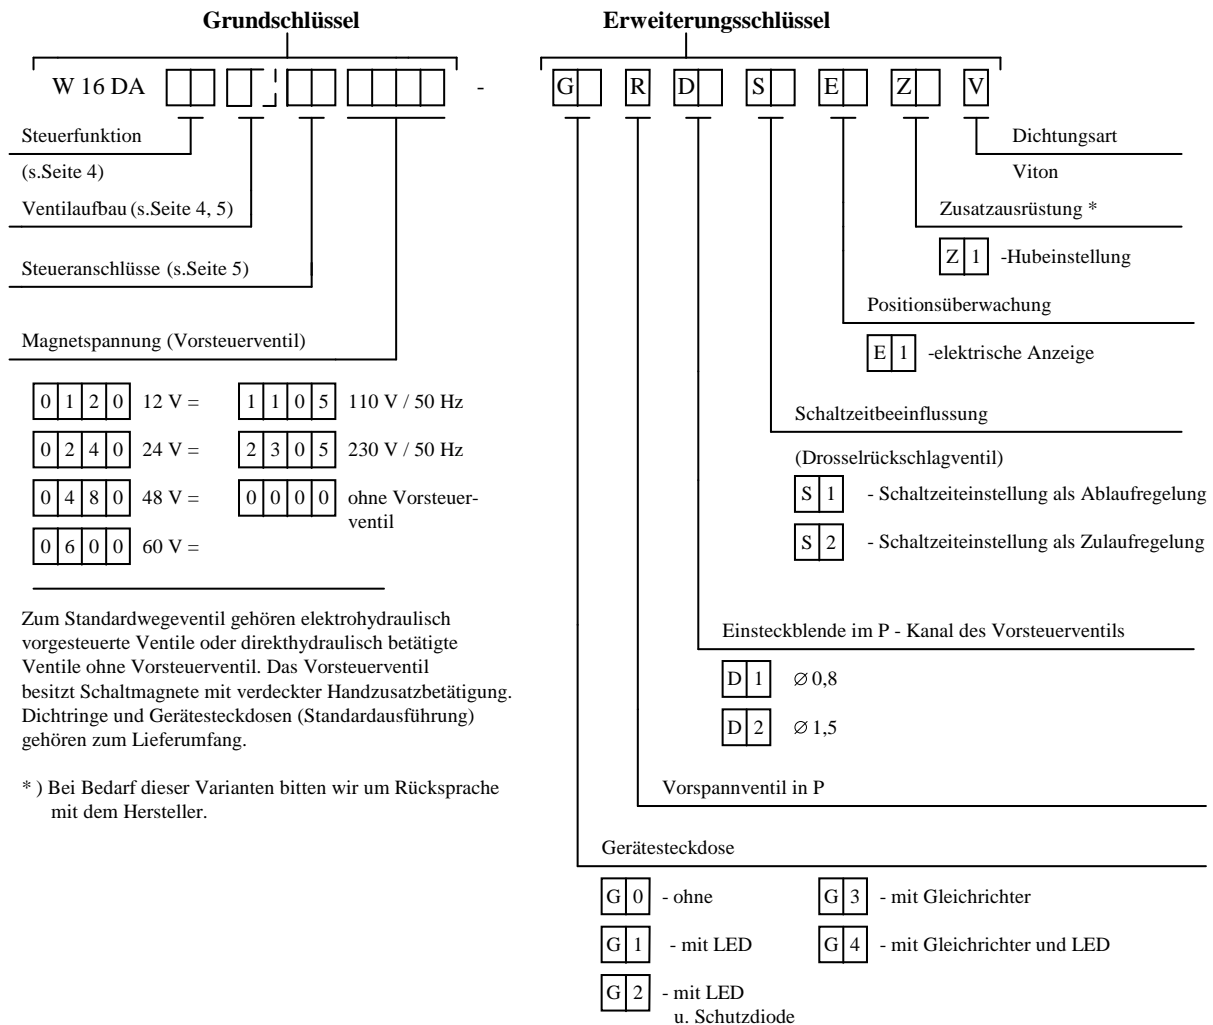 Grundschlüssel
Erweiterungsschlüssel
W 16 DA - G R D S E Z V
Steuerfunktion
(s.Seite 4)
Ventilaufbau (s.Seite 4, 5)
Steueranschlüsse (s.Seite 5)
Magnetspannung (Vorsteuerventil)
0 1 2 0 12 V = 1 1 0 5 110 V / 50 Hz
0 2 4 0 24 V = 2 3 0 5 230 V / 50 Hz
0 4 8 0 48 V = 0 0 0 0 ohne Vorsteuer-
ventil
0 6 0 0 60 V =
Zum Standardwegeventil gehören elektrohydraulisch
vorgesteuerte Ventile oder direkthydraulisch betätigte
Ventile ohne Vorsteuerventil. Das Vorsteuerventil
besitzt Schaltmagnete mit verdeckter Handzusatzbetätigung.
Dichtringe und Gerätesteckdosen (Standardausführung)
gehören zum Lieferumfang.
* ) Bei Bedarf dieser Varianten bitten wir um Rücksprache
mit dem Hersteller.
Dichtungsart
Viton
Zusatzausrüstung *
Z 1 -Hubeinstellung
Positionsüberwachung
E 1 -elektrische Anzeige
Schaltzeitbeeinflussung
(Drosselrückschlagventil)
S 1 - Schaltzeiteinstellung als Ablaufregelung
S 2 - Schaltzeiteinstellung als Zulaufregelung
Einsteckblende im P - Kanal des Vorsteuerventils
D 1 ∅ 0,8
D 2 ∅ 1,5
Vorspannventil in P
Gerätesteckdose
G 0 - ohne G 3 - mit Gleichrichter
G 1 - mit LED G 4 - mit Gleichrichter und LED
G 2 - mit LED
u. Schutzdiode